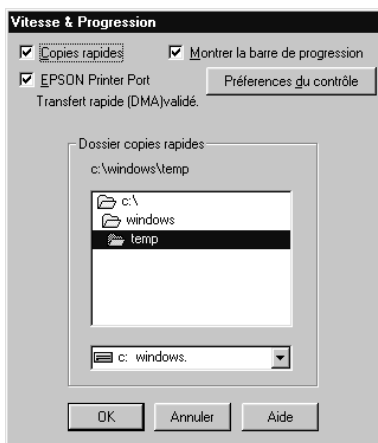 Vitesse & Progression
Copies rapides
Montrer la barre de progression
EPSON Printer Port
Préferences du contrôle
Transfert rapide (DMA)validé.
Dossier copies rapides
c:\windows\temp
c:\
windows
temp
c: windows.
OK
Annuler
Aide